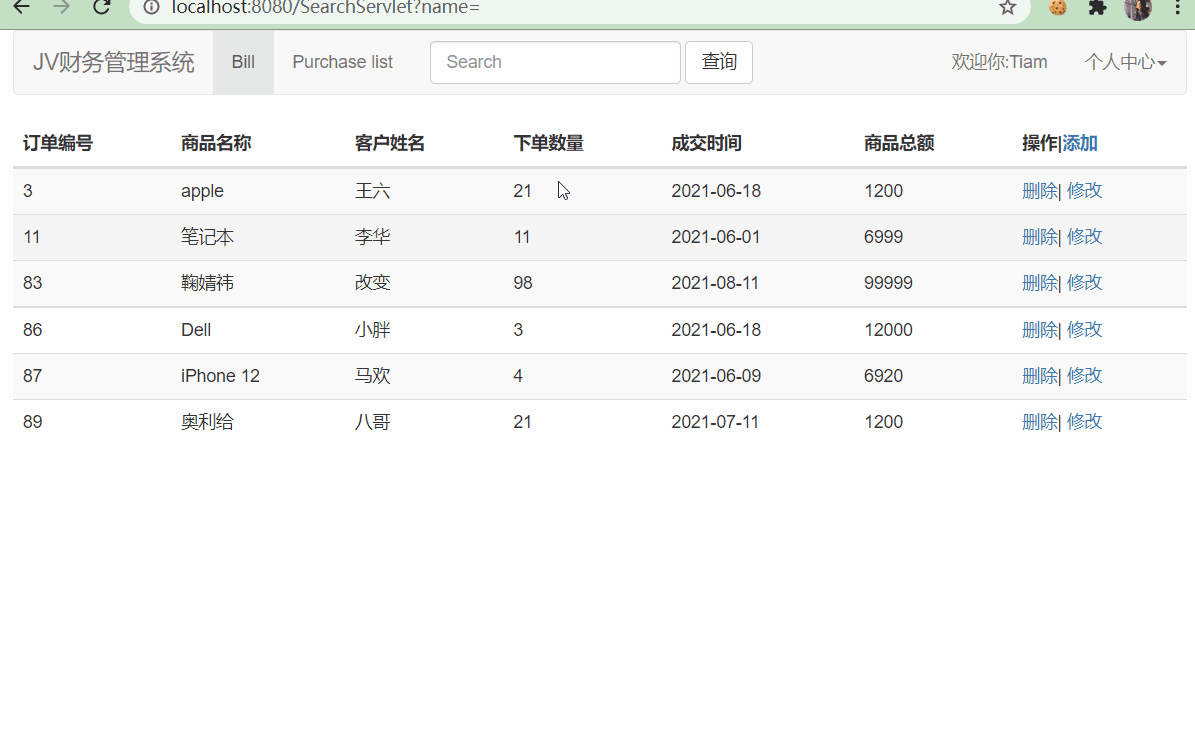 localhost:8080/SearchServlet?name=
JV财务管理系统 Bill Purchase list Search 查询 欢迎你:Tiam 个人中心
订单编号 商品名称 客户姓名 下单数量 成交时间 商品总额 操作|添加
3 apple 王六 21 2021-06-18 1200 删除| 修改
11 笔记本 李华 11 2021-06-01 6999 删除| 修改
83 鞠婧祎 改变 98 2021-08-11 99999 删除| 修改
86 Dell 小胖 3 2021-06-18 12000 删除| 修改
87 iPhone 12 马欢 4 2021-06-09 6920 删除| 修改
89 奥利给 八哥 21 2021-07-11 1200 删除| 修改